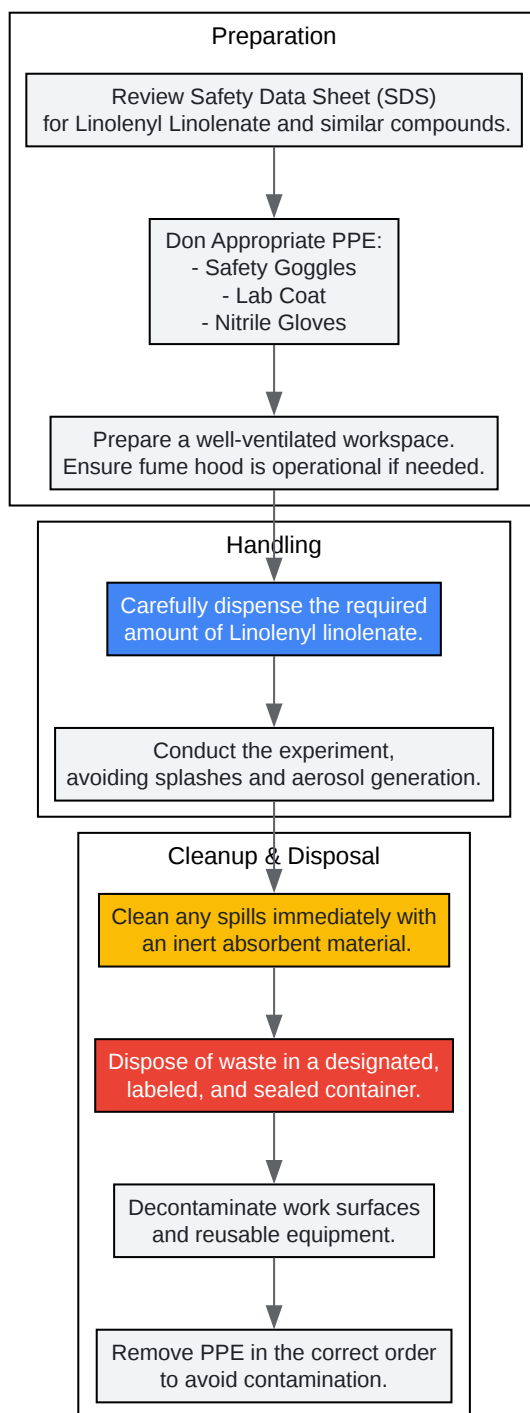 Preparation
Review Safety Data Sheet (SDS)
for Linolenyl Linolenate and similar compounds.
Don Appropriate PPE:
- Safety Goggles
- Lab Coat
- Nitrile Gloves
Prepare a well-ventilated workspace.
Ensure fume hood is operational if needed.
Handling
Carefully dispense the required
amount of Linolenyl linolenate.
Conduct the experiment,
avoiding splashes and aerosol generation.
Cleanup & Disposal
Clean any spills immediately with
an inert absorbent material.
Dispose of waste in a designated,
labeled, and sealed container.
Decontaminate work surfaces
and reusable equipment.
Remove PPE in the correct order
to avoid contamination.